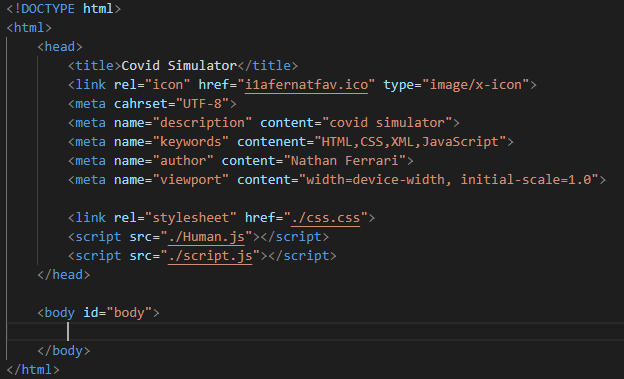 <!DOCTYPE html>
<html>
<head>
<title>Covid Simulator</title>
<link rel="icon" href="i1afernatfav.ico" type="image/x-icon">
<meta cahrset="UTF-8">
<meta name="description" content="covid simulator">
<meta name="keywords" contenent="HTML,CSS,XML,JavaScript">
<meta name="author" content="Nathan Ferrari">
<meta name="viewport" content="width=device-width, initial-scale=1.0">
<link rel="stylesheet" href="./css.css">
<script src="./Human.js"></script>
<script src="./script.js"></script>
</head>
<body id="body">
</body>
</html>